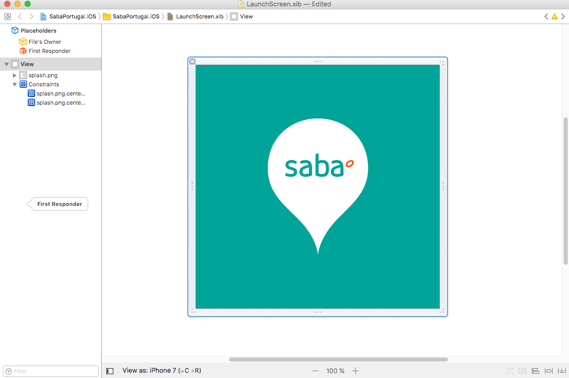 LaunchScreen.xib — Edited
SabaPortugal.iOS
SabaPortugal.iOS
LaunchScreen.xib
View
Placeholders
File's Owner
First Responder
View
splash.png
Constraints
splash.png.cente...
splash.png.cente...
First Responder
saba
Filter
View as: iPhone 7 (wC hR)
100 %